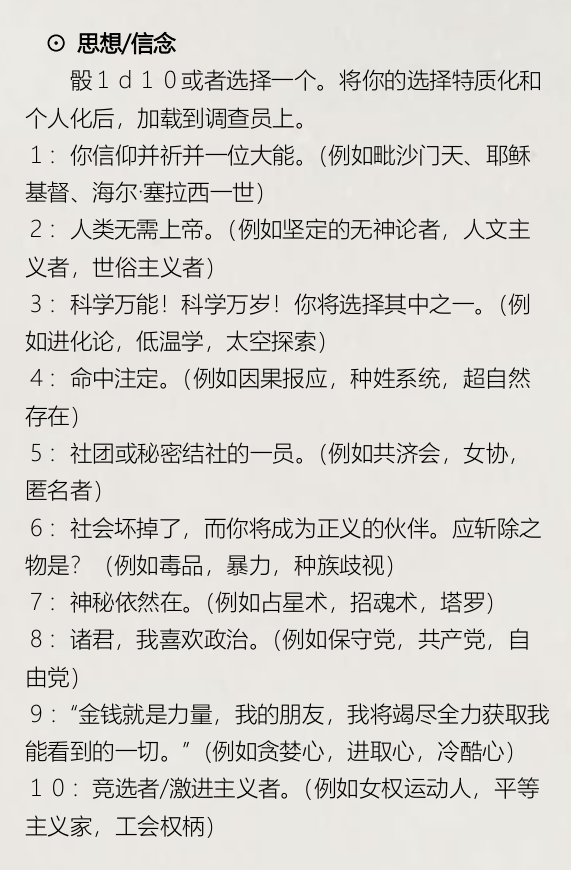 ⊙ 思想/信念
骰１ｄ１０或者选择一个。将你的选择特质化和
个人化后，加载到调查员上。
１：你信仰并祈并一位大能。（例如毗沙门天、耶稣
基督、海尔·塞拉西一世）
２：人类无需上帝。（例如坚定的无神论者，人文主
义者，世俗主义者）
３：科学万能！科学万岁！你将选择其中之一。（例
如进化论，低温学，太空探索）
４：命中注定。（例如因果报应，种姓系统，超自然
存在）
５：社团或秘密结社的一员。（例如共济会，女协，
匿名者）
６：社会坏掉了，而你将成为正义的伙伴。应斩除之
物是？（例如毒品，暴力，种族歧视）
７：神秘依然在。（例如占星术，招魂术，塔罗）
８：诸君，我喜欢政治。（例如保守党，共产党，自
由党）
９：“金钱就是力量，我的朋友，我将竭尽全力获取我
能看到的一切。”（例如贪婪心，进取心，冷酷心）
１０：竞选者/激进主义者。（例如女权运动人，平等
主义家，工会权柄）